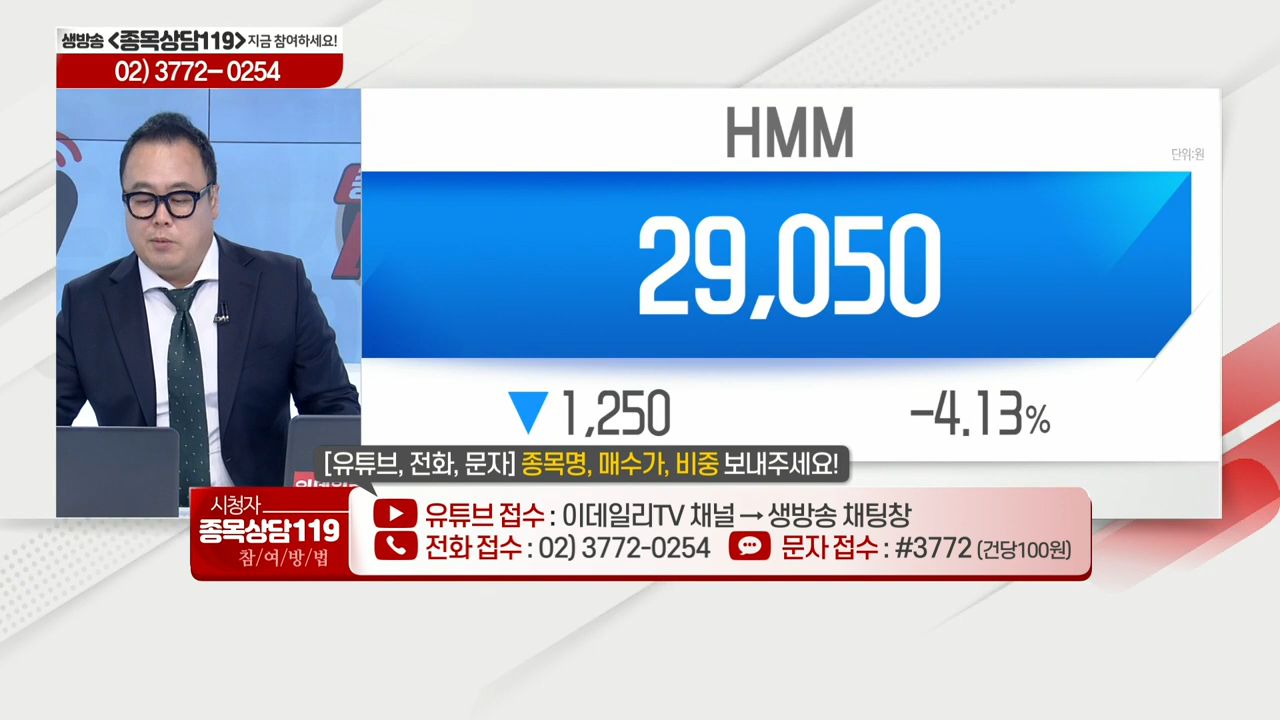 생방송 <종목상담119> 지금 참여하세요!
02) 3772-0254
HMM
단위:원
29,050
▼1,250
-4.13%
[유튜브, 전화, 문자] 종목명, 매수가, 비중 보내주세요!
시청자
종목상담119
참/여/방/법
유튜브 접수 : 이데일리TV 채널 → 생방송 채팅창
전화 접수 : 02) 3772-0254
문자 접수 : #3772 (건당100원)